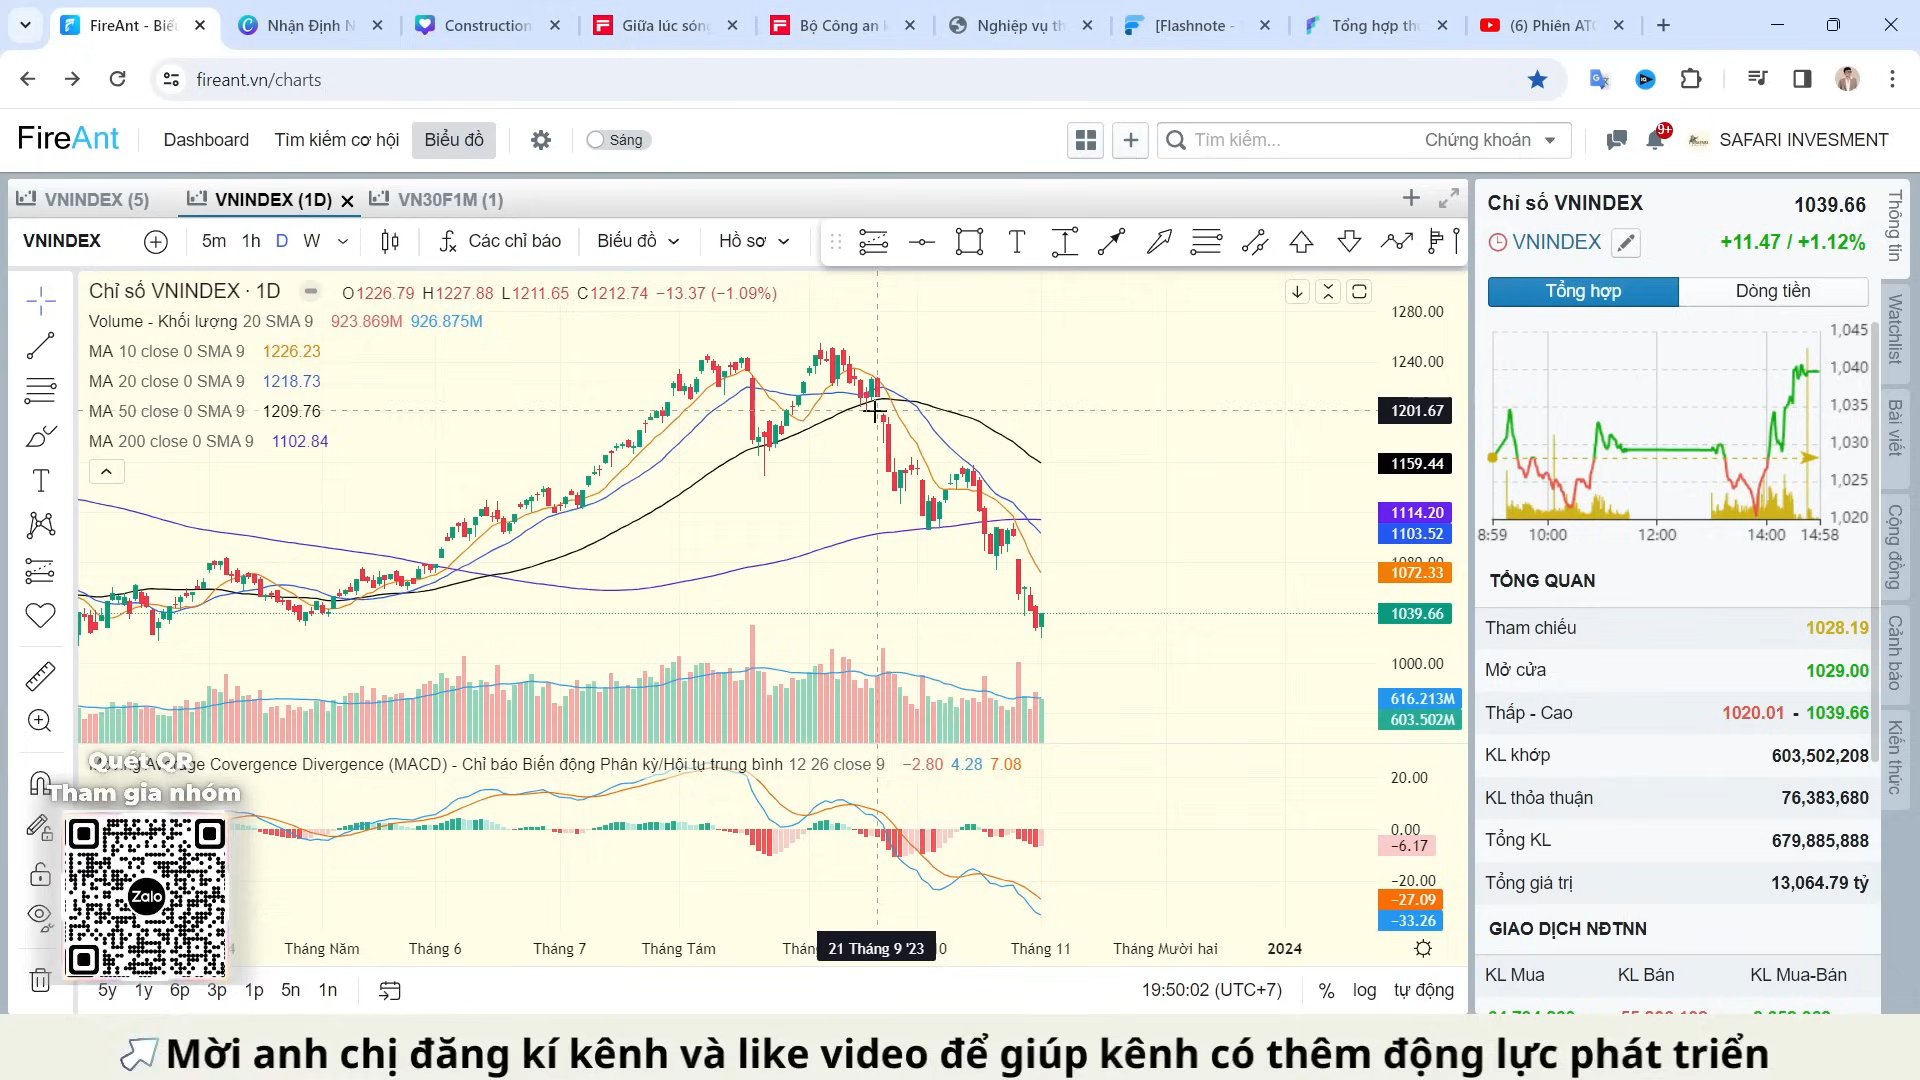 FireAnt - Biể
Nhận Định N
Construction
Giữa lúc són
Bộ Công an
Nghiệp vụ th
[Flashnote -
Tổng hợp th
(6) Phiên AT
fireant.vn/charts
FireAnt Dashboard Tìm kiếm cơ hội Biểu đồ Sáng Tìm kiếm... Chứng khoán 9+ SAFARI INVESMENT
VNINDEX (5) VNINDEX (1D) VN30F1M (1)
VNINDEX 5m 1h D W Các chỉ báo Biểu đồ Hồ sơ
Chỉ số VNINDEX · 1D O1226.79 H1227.88 L1211.65 C1212.74 −13.37 (−1.09%)
Volume - Khối lượng 20 SMA 9 923.869M 926.875M
MA 10 close 0 SMA 9 1226.23
MA 20 close 0 SMA 9 1218.73
MA 50 close 0 SMA 9 1209.76
MA 200 close 0 SMA 9 1102.84
1280.00
1240.00
1201.67
1159.44
1114.20
1103.52
1072.33
1039.66
1000.00
616.213M
603.502M
Moving Average Covergence Divergence (MACD) - Chỉ báo Biến động Phân kỳ/Hội tụ trung bình 12 26 close 9 −2.80 4.28 7.08
20.00
0.00
−6.17
−20.00
−27.09
−33.26
Quét QR
Tham gia nhóm
Zalo
4 Tháng Năm Tháng 6 Tháng 7 Tháng Tám Thán 21 Tháng 9 '23 10 Tháng 11 Tháng Mười hai 2024
5y 1y 6p 3p 1p 5n 1n 19:50:02 (UTC+7) % log tự động
Chỉ số VNINDEX 1039.66
VNINDEX +11.47 / +1.12%
Tổng hợp Dòng tiền
1,045
1,040
1,035
1,030
1,025
1,020
8:59 10:00 12:00 14:00 14:58
TỔNG QUAN
Tham chiếu 1028.19
Mở cửa 1029.00
Thấp - Cao 1020.01 - 1039.66
KL khớp 603,502,208
KL thỏa thuận 76,383,680
Tổng KL 679,885,888
Tổng giá trị 13,064.79 tỷ
GIAO DỊCH NĐTNN
KL Mua KL Bán KL Mua-Bán
Thông tin
Watchlist
Bài viết
Cộng đồng
Cảnh báo
Kiến thức
Mời anh chị đăng kí kênh và like video để giúp kênh có thêm động lực phát triển